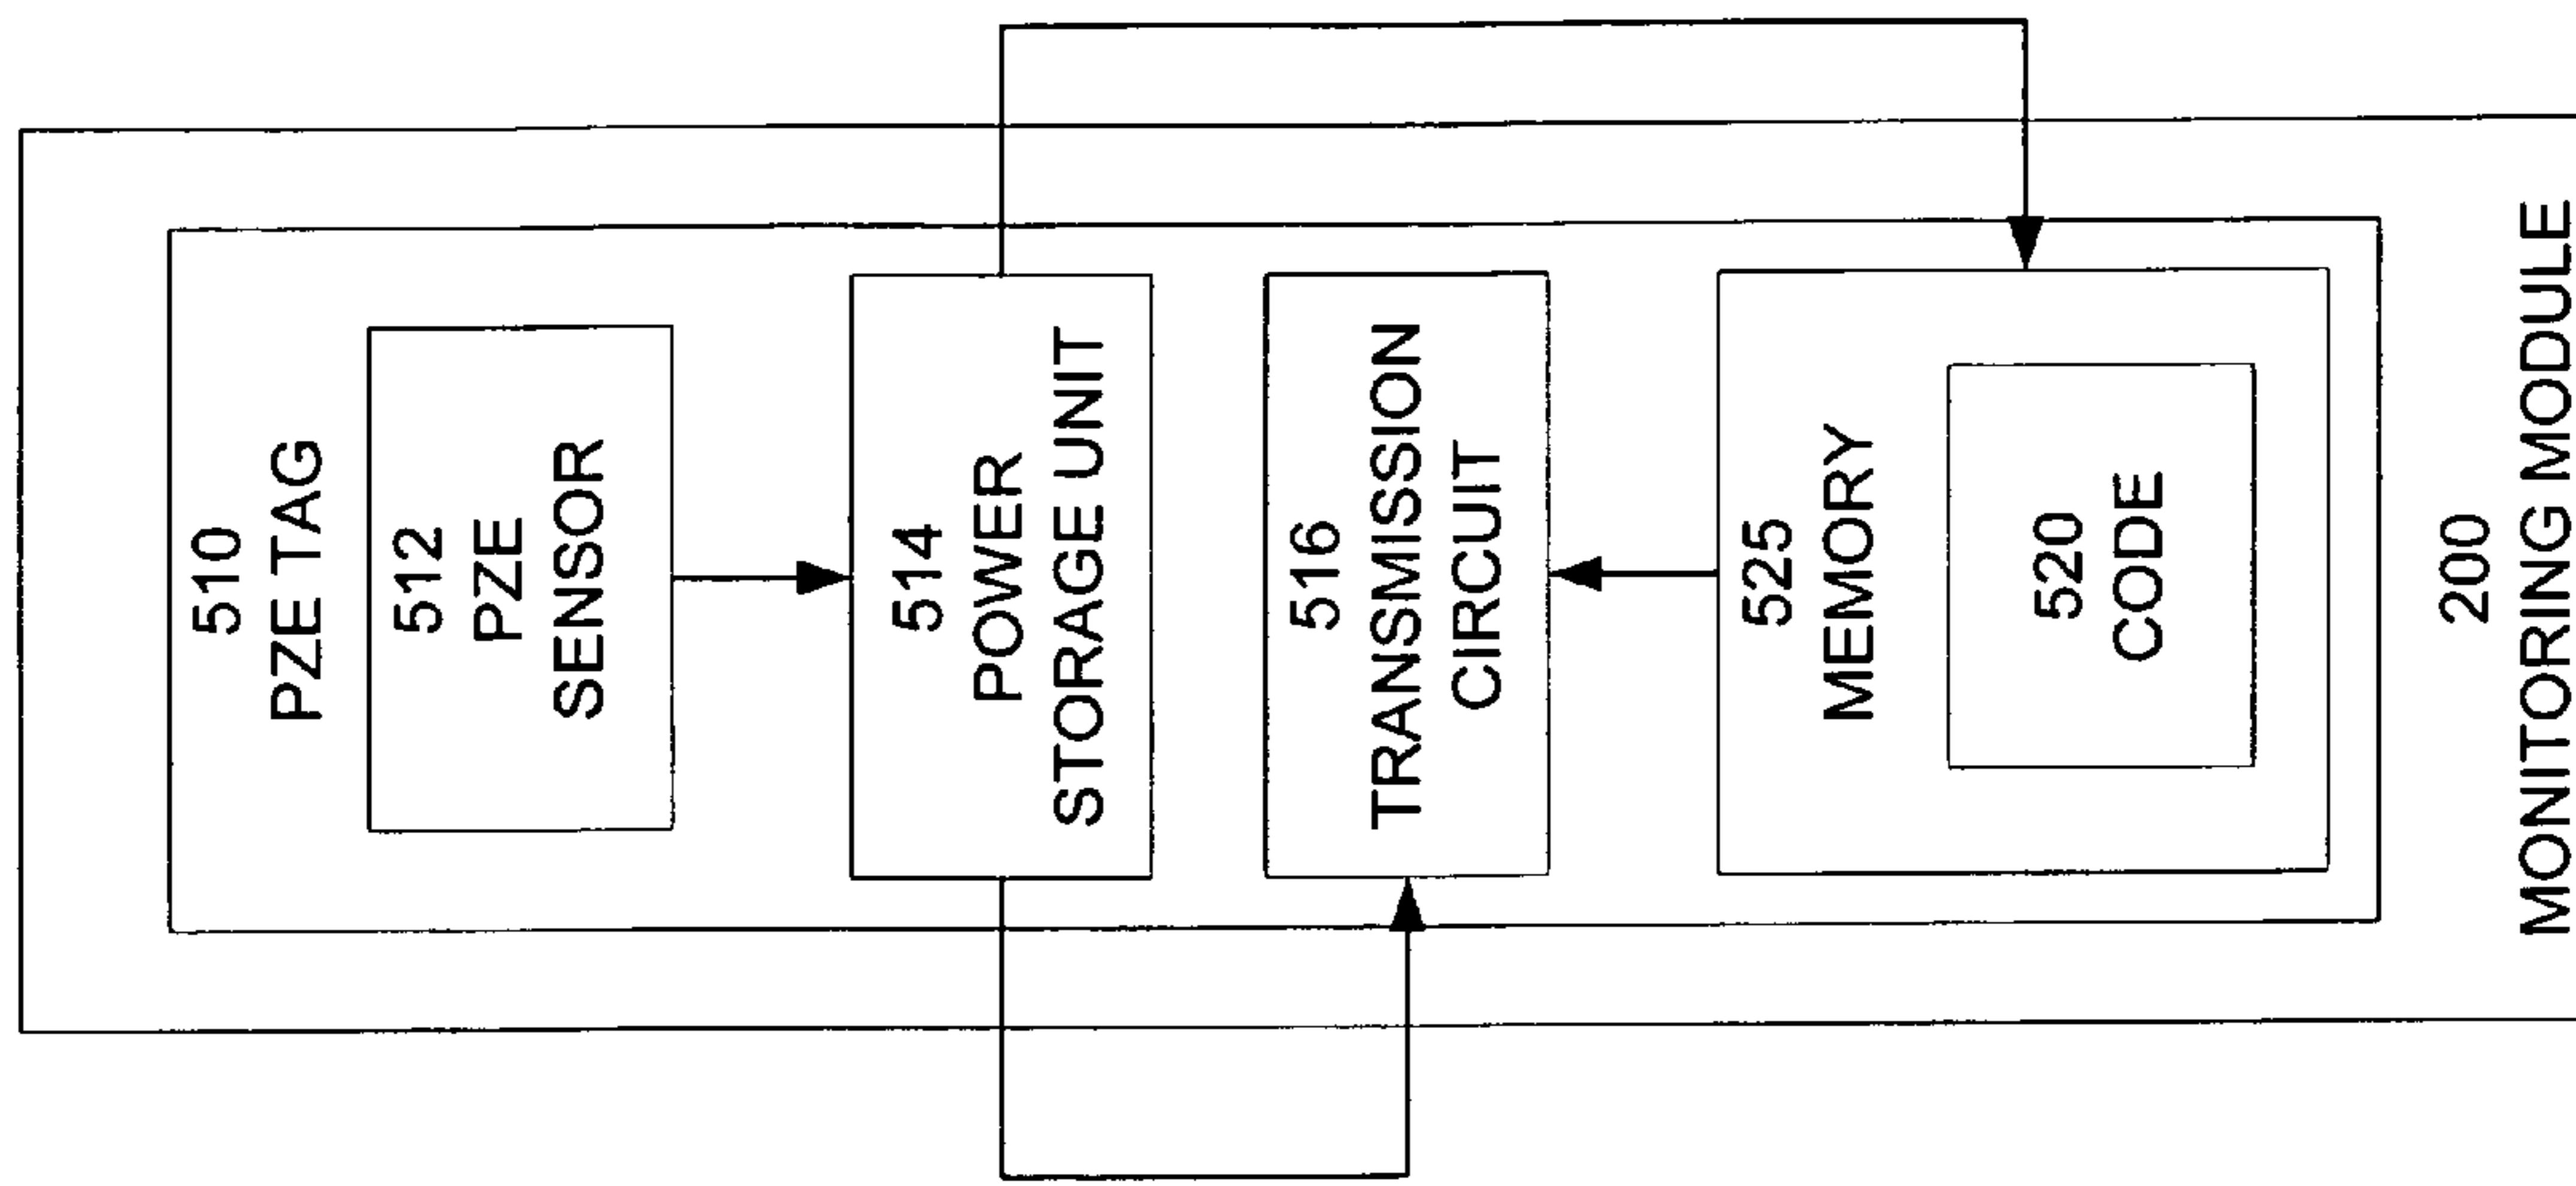 510
PZE TAG
512
PZE
SENSOR
514
POWER
STORAGE UNIT
516
TRANSMISSION
CIRCUIT
525
MEMORY
520
CODE
200
MONITORING MODULE